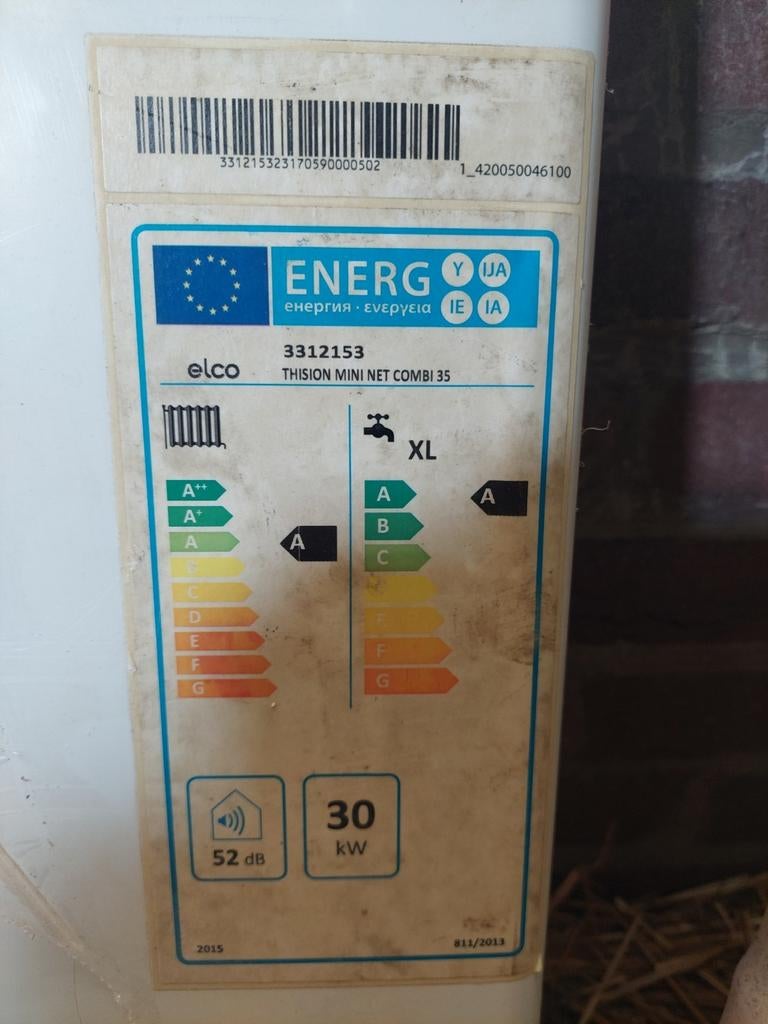 331215323170590000502
1_420050046100
ENERG Y IJA
енергия · ενεργεια IE IA
elco 3312153
THISION MINI NET COMBI 35
XL
A++
A+
A
B
C
D
E
F
G
A
A
B
C
E
F
G
A
52 dB
30
kW
2015
811/2013